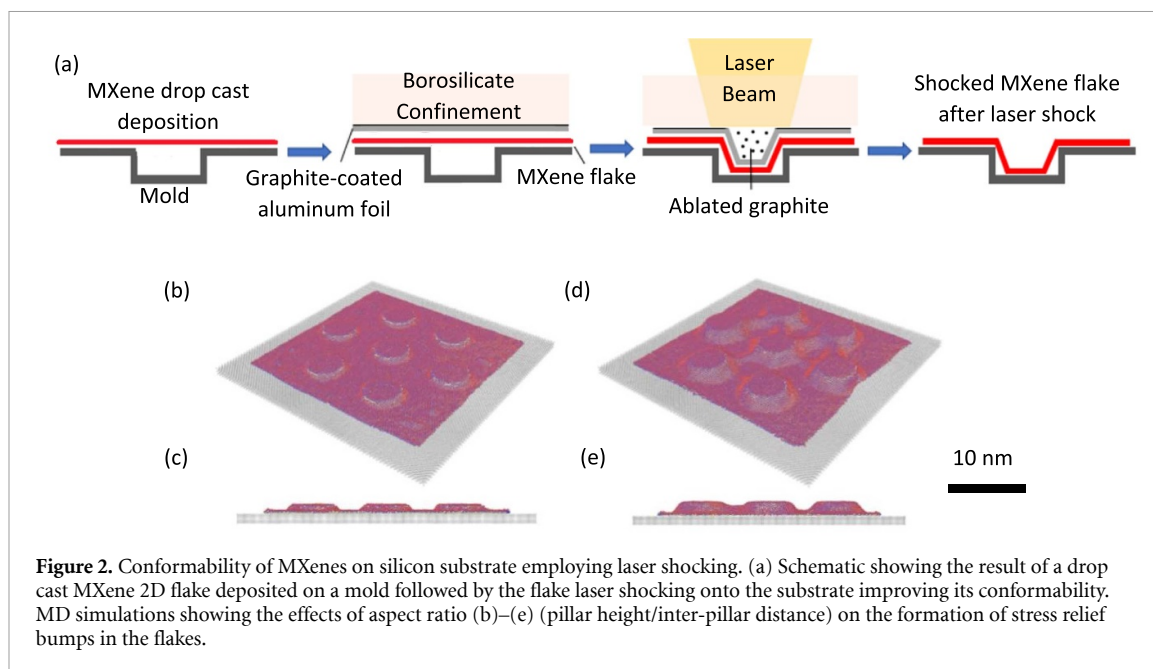 (a)
MXene drop cast
deposition
Mold
Borosilicate
Confinement
Graphite-coated
aluminum foil
MXene flake
Laser
Beam
Ablated graphite
Shocked MXene flake
after laser shock
(b)
(d)
(c)
(e)
10 nm
Figure 2. Conformability of MXenes on silicon substrate employing laser shocking. (a) Schematic showing the result of a drop
cast MXene 2D flake deposited on a mold followed by the flake laser shocking onto the substrate improving its conformability.
MD simulations showing the effects of aspect ratio (b)–(e) (pillar height/inter-pillar distance) on the formation of stress relief
bumps in the flakes.